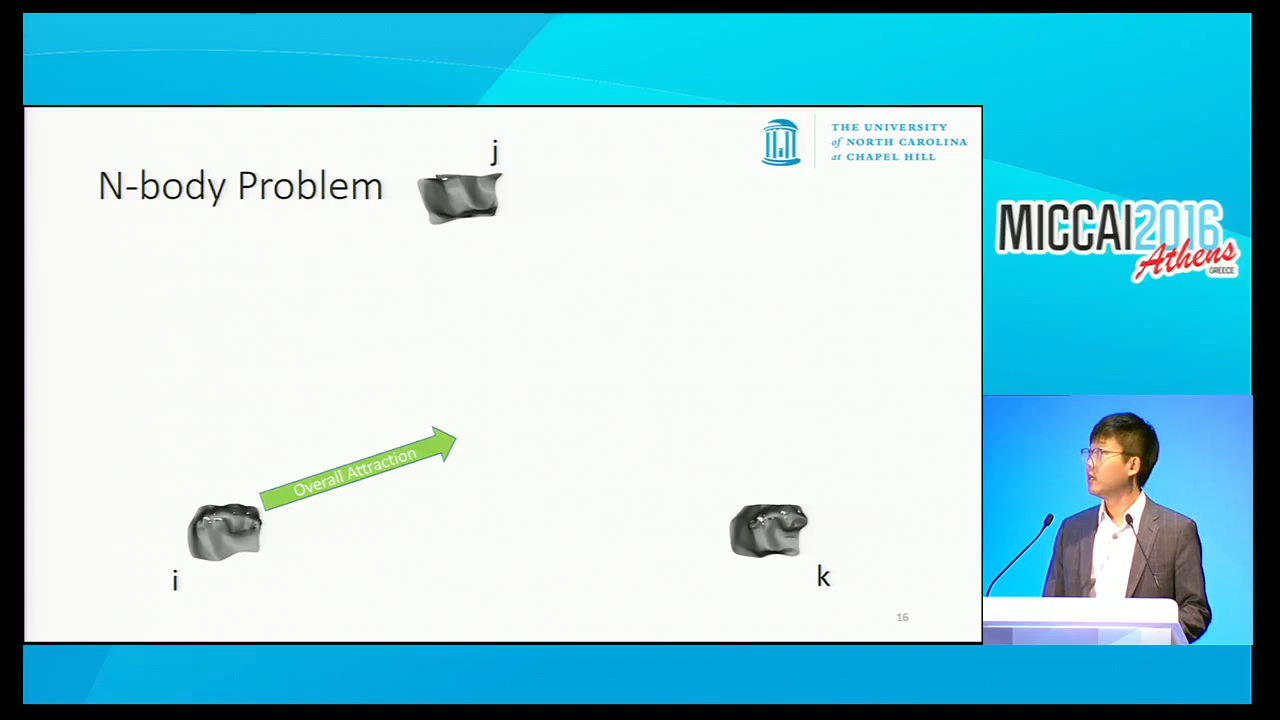 THE UNIVERSITY
of NORTH CAROLINA
at CHAPEL HILL
N-body Problem
j
Overall Attraction
i
k
16
MICCAI2016
Athens
GREECE